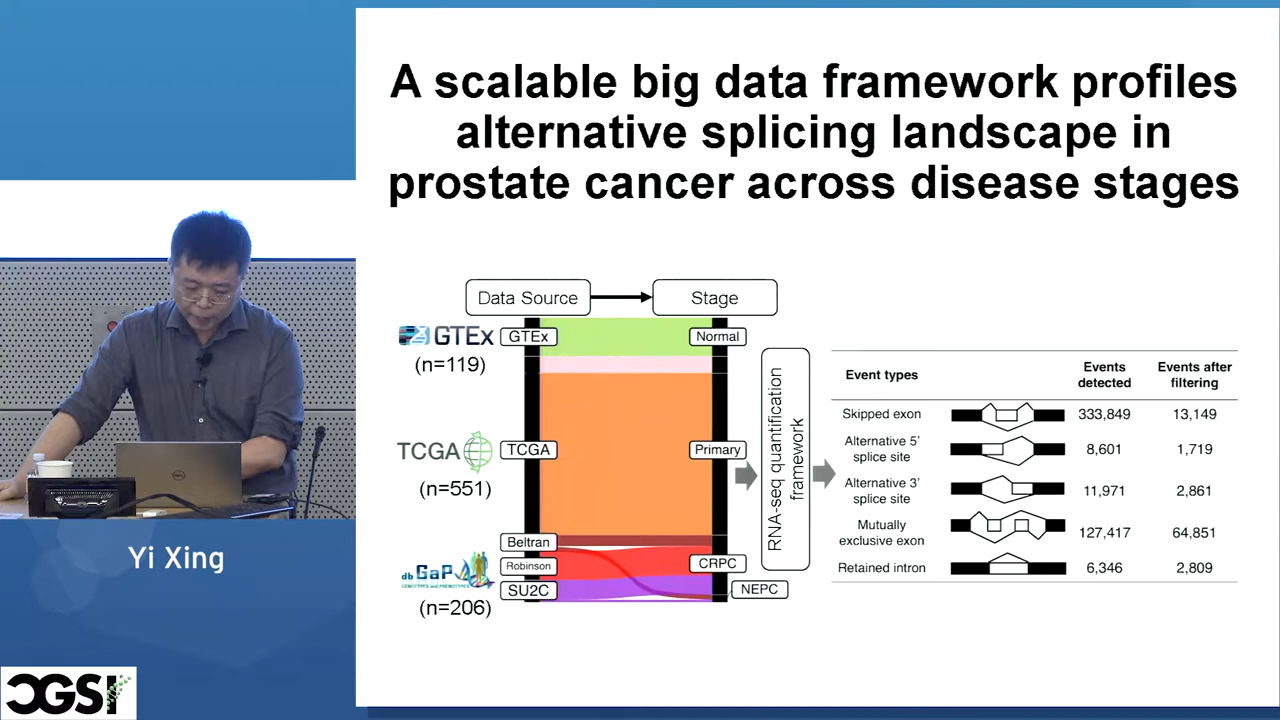 A scalable big data framework profiles
alternative splicing landscape in
prostate cancer across disease stages
Data Source
Stage
GTEx
(n=119)
GTEx
Normal
TCGA
(n=551)
TCGA
Primary
Beltran
Robinson
SU2C
dbGaP
GENOTYPES and PHENOTYPES
(n=206)
CRPC
NEPC
RNA-seq quantification
framework
Event types
Events
detected
Events after
filtering
Skipped exon
333,849
13,149
Alternative 5’
splice site
8,601
1,719
Alternative 3’
splice site
11,971
2,861
Mutually
exclusive exon
127,417
64,851
Retained intron
6,346
2,809
Yi Xing
CGSI